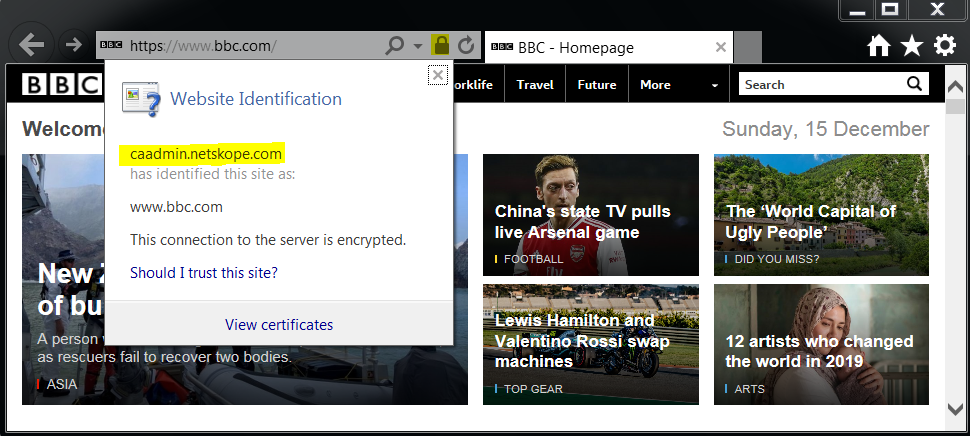 BBC https://www.bbc.com/
BBC BBC - Homepage
BBC
orklife
Travel
Future
More
Search
Website Identification
caadmin.netskope.com
has identified this site as:
www.bbc.com
This connection to the server is encrypted.
Should I trust this site?
View certificates
Welcom
Sunday, 15 December
New Z
of bu
A person
as rescuers fail to recover two bodies.
ASIA
China's state TV pulls
live Arsenal game
FOOTBALL
The ‘World Capital of
Ugly People’
DID YOU MISS?
Lewis Hamilton and
Valentino Rossi swap
machines
TOP GEAR
12 artists who changed
the world in 2019
ARTS